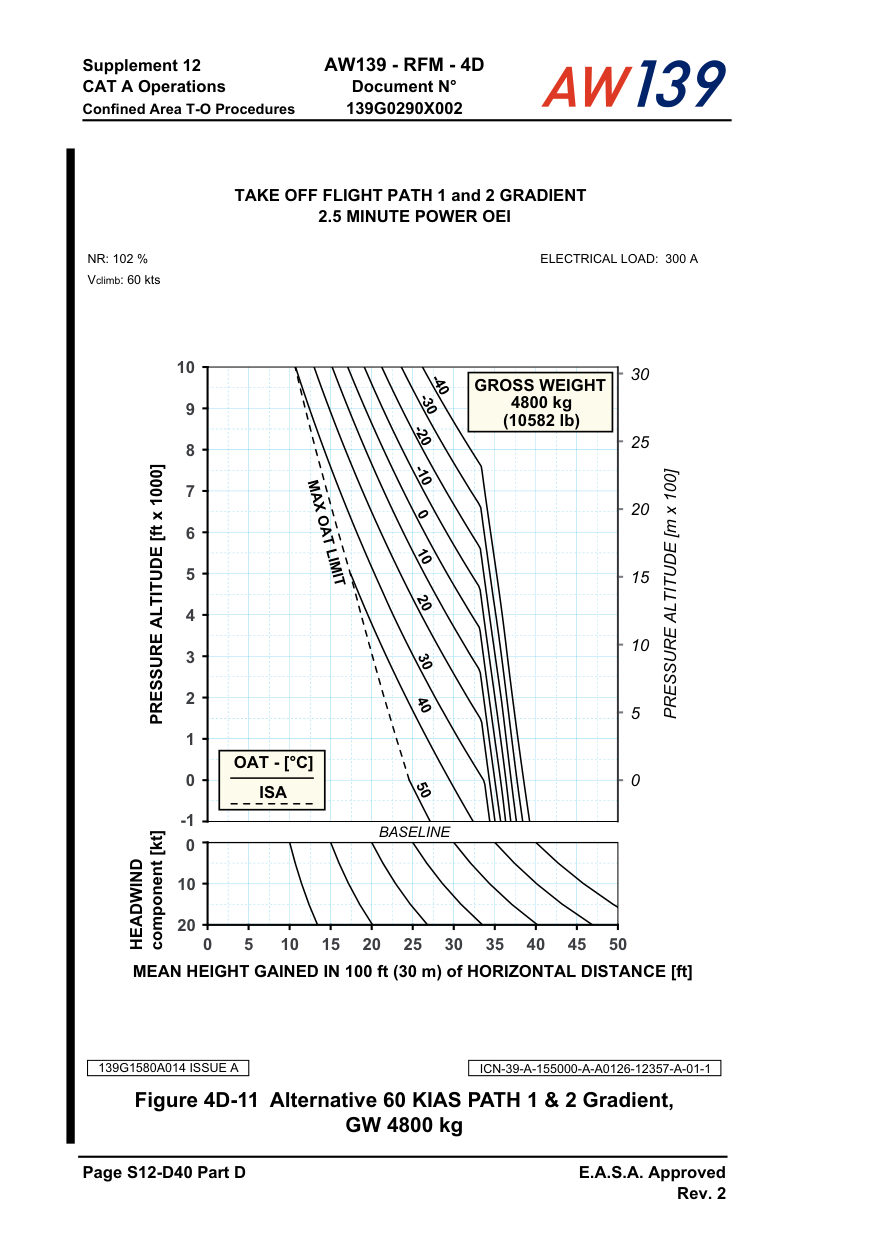 Supplement 12
CAT A Operations
Confined Area T-O Procedures
AW139 - RFM - 4D
Document N°
139G0290X002
AW139
TAKE OFF FLIGHT PATH 1 and 2 GRADIENT
2.5 MINUTE POWER OEI
NR: 102 %
ELECTRICAL LOAD: 300 A
Vclimb: 60 kts
GROSS WEIGHT
4800 kg
(10582 lb)
PRESSURE ALTITUDE [ft x 1000]
10
9
8
7
6
5
4
3
2
1
0
-1
-40
-30
-20
-10
0
10
20
30
40
50
MAX OAT LIMIT
30
25
20
15
10
5
0
PRESSURE ALTITUDE [m x 100]
OAT - [°C]
ISA
BASELINE
HEADWIND
component [kt]
0
10
20
0 5 10 15 20 25 30 35 40 45 50
MEAN HEIGHT GAINED IN 100 ft (30 m) of HORIZONTAL DISTANCE [ft]
139G1580A014 ISSUE A
ICN-39-A-155000-A-A0126-12357-A-01-1
Figure 4D-11 Alternative 60 KIAS PATH 1 & 2 Gradient,
GW 4800 kg
Page S12-D40 Part D
E.A.S.A. Approved
Rev. 2